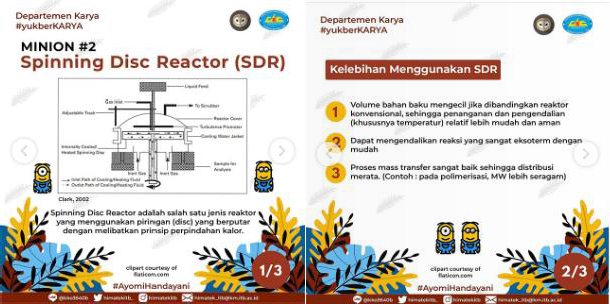 Departemen Karya
#yukberKARYA
MINION #2
Spinning Disc Reactor (SDR)
Liquid Feed
Gas Inlet
To Scrubber
Adjustable Track
Reactor Cover
Turbulence Promoter
Cooling Water Jacket
Internally Cooled/
Heated Spinning Disc
Sample for
Analysis
Inert Gas
Inert Gas
Inlet Path of Cooling/Heating Fluid
Outlet Path of Cooling/Heating Fluid
Clark, 2002
Spinning Disc Reactor adalah salah satu jenis reaktor
yang menggunakan piringan (disc) yang berputar
dengan melibatkan prinsip perpindahan kalor.
clipart courtesy of
flaticon.com
#AyomiHandayani
1/3
himatekitb_
himatekitb
himatek_itb@km.itb.ac.id
Departemen Karya
#yukberKARYA
Kelebihan Menggunakan SDR
1
Volume bahan baku mengecil jika dibandingkan reaktor
konvensional, sehingga penanganan dan pengendalian
(khususnya temperatur) relatif lebih mudah dan aman
2
Dapat mengendalikan reaksi yang sangat eksoterm dengan
mudah
3
Proses mass transfer sangat baik sehingga distribusi
merata. (Contoh : pada polimerisasi, MW lebih seragam)
clipart courtesy of
flaticon.com
#AyomiHandayani
2/3
himatekitb_
himatekitb
himatek_itb@km.itb.ac.id